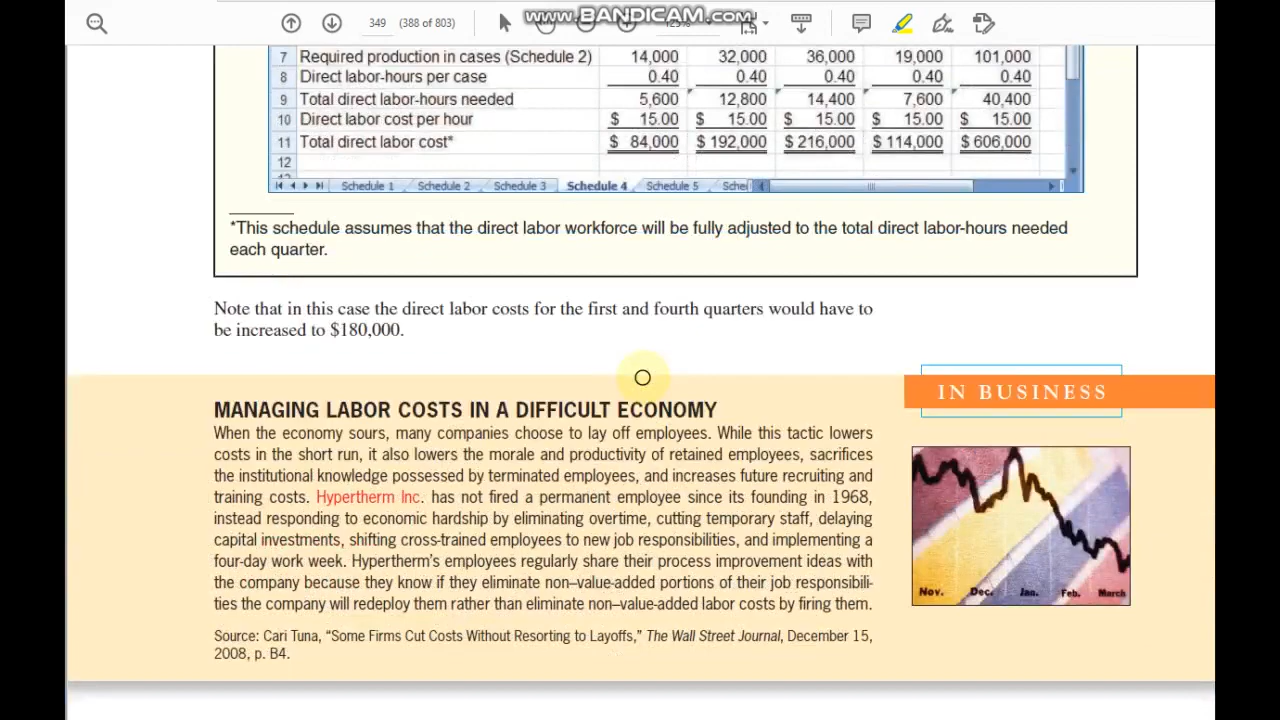 349 (388 of 803)
www.BANDICAM.com
7 Required production in cases (Schedule 2) 14,000 32,000 36,000 19,000 101,000
8 Direct labor-hours per case 0.40 0.40 0.40 0.40 0.40
9 Total direct labor-hours needed 5,600 12,800 14,400 7,600 40,400
10 Direct labor cost per hour $ 15.00 $ 15.00 $ 15.00 $ 15.00 $ 15.00
11 Total direct labor cost* $ 84,000 $ 192,000 $ 216,000 $ 114,000 $ 606,000
12
Schedule 1 Schedule 2 Schedule 3 Schedule 4 Schedule 5
*This schedule assumes that the direct labor workforce will be fully adjusted to the total direct labor-hours needed
each quarter.
Note that in this case the direct labor costs for the first and fourth quarters would have to
be increased to $180,000.
IN BUSINESS
MANAGING LABOR COSTS IN A DIFFICULT ECONOMY
When the economy sours, many companies choose to lay off employees. While this tactic lowers
costs in the short run, it also lowers the morale and productivity of retained employees, sacrifices
the institutional knowledge possessed by terminated employees, and increases future recruiting and
training costs. Hypertherm Inc. has not fired a permanent employee since its founding in 1968,
instead responding to economic hardship by eliminating overtime, cutting temporary staff, delaying
capital investments, shifting cross-trained employees to new job responsibilities, and implementing a
four-day work week. Hypertherm's employees regularly share their process improvement ideas with
the company because they know if they eliminate non–value-added portions of their job responsibili-
ties the company will redeploy them rather than eliminate non–value-added labor costs by firing them.
Nov. Dec. Jan. Feb. March
Source: Cari Tuna, "Some Firms Cut Costs Without Resorting to Layoffs," The Wall Street Journal, December 15,
2008, p. B4.